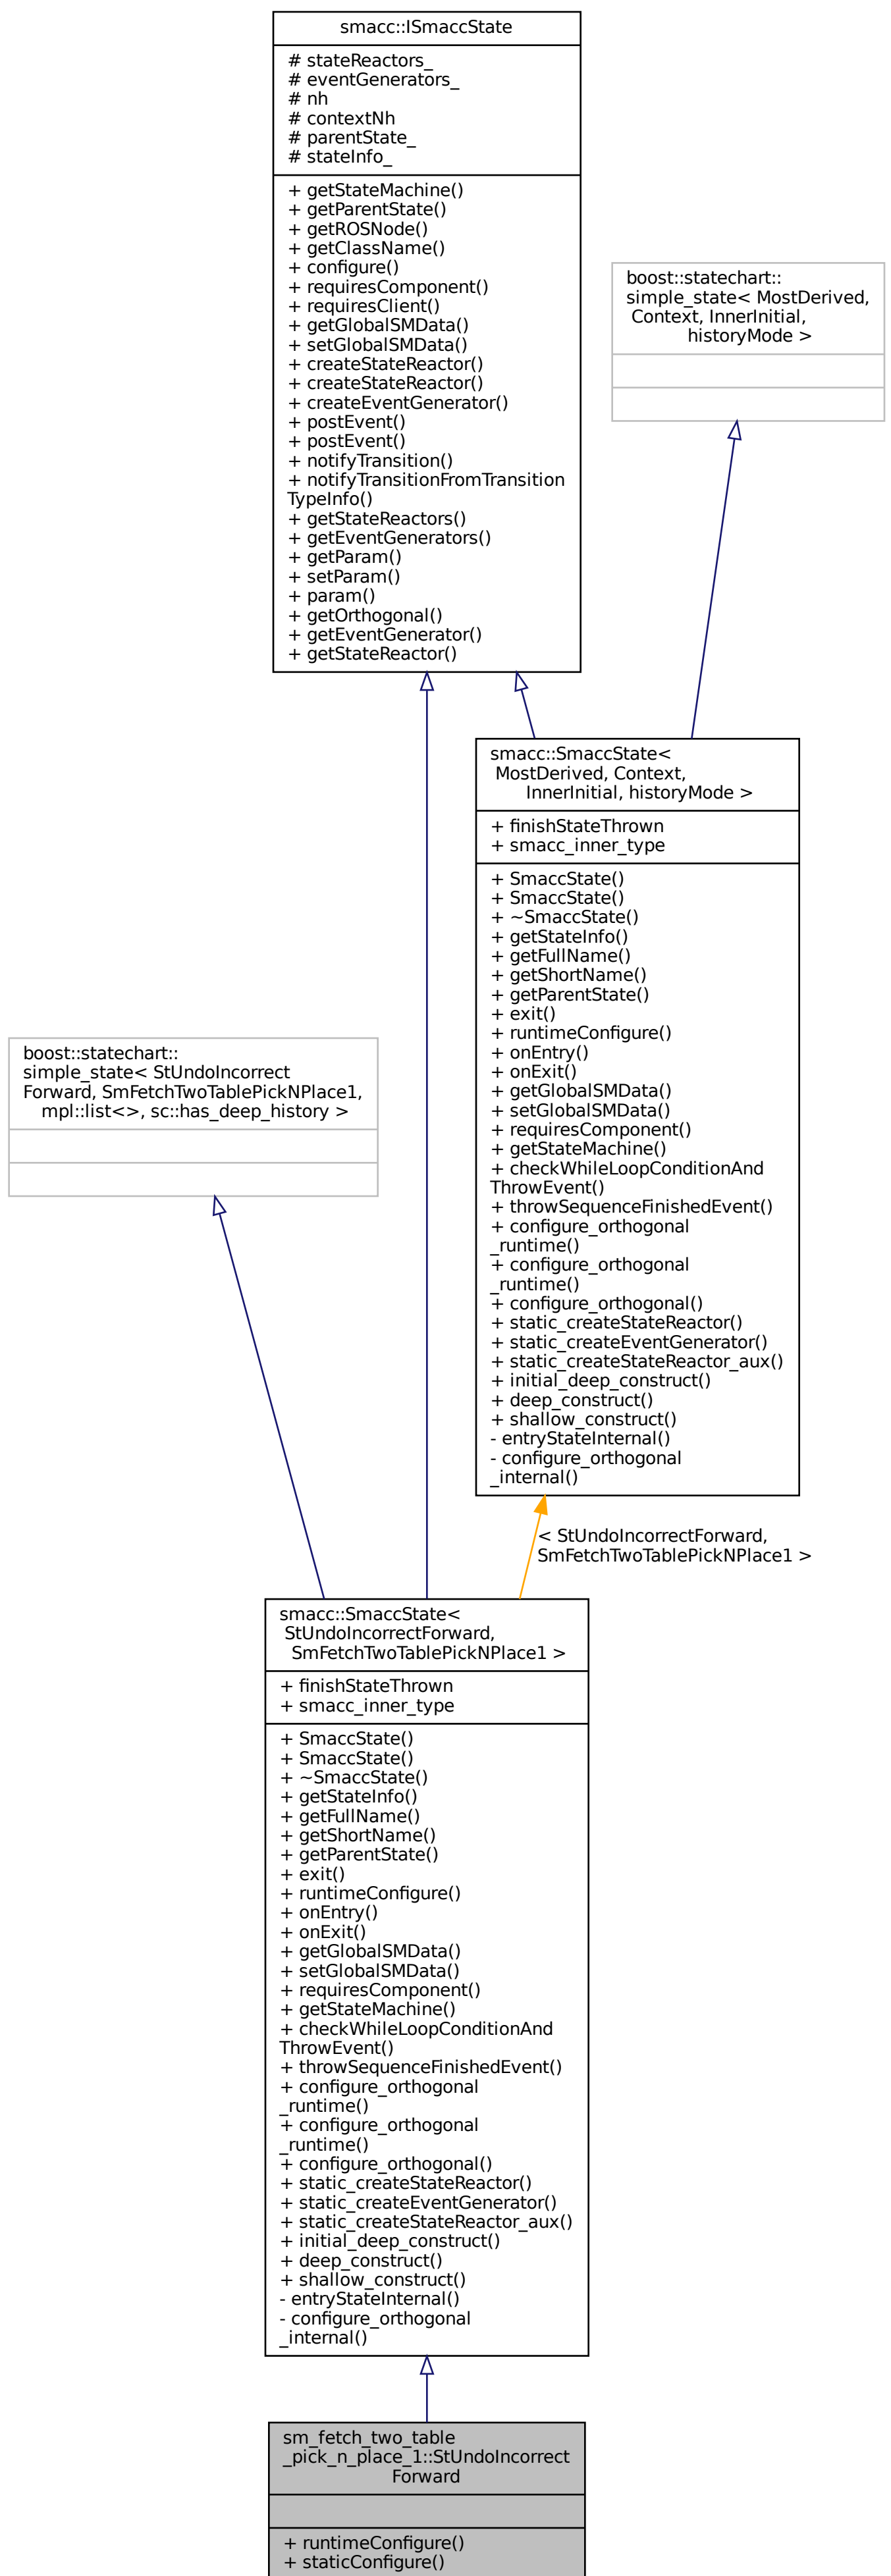 smacc::ISmaccState
# stateReactors_
# eventGenerators_
# nh
# contextNh
# parentState_
# stateInfo_
+ getStateMachine()
+ getParentState()
+ getROSNode()
+ getClassName()
+ configure()
+ requiresComponent()
+ requiresClient()
+ getGlobalSMData()
+ setGlobalSMData()
+ createStateReactor()
+ createStateReactor()
+ createEventGenerator()
+ postEvent()
+ postEvent()
+ notifyTransition()
+ notifyTransitionFromTransition
TypeInfo()
+ getStateReactors()
+ getEventGenerators()
+ getParam()
+ setParam()
+ param()
+ getOrthogonal()
+ getEventGenerator()
+ getStateReactor()
boost::statechart::
simple_state< MostDerived,
Context, InnerInitial,
historyMode >
smacc::SmaccState<
MostDerived, Context,
InnerInitial, historyMode >
+ finishStateThrown
+ smacc_inner_type
+ SmaccState()
+ SmaccState()
+ ~SmaccState()
+ getStateInfo()
+ getFullName()
+ getShortName()
+ getParentState()
+ exit()
+ runtimeConfigure()
+ onEntry()
+ onExit()
+ getGlobalSMData()
+ setGlobalSMData()
+ requiresComponent()
+ getStateMachine()
+ checkWhileLoopConditionAnd
ThrowEvent()
+ throwSequenceFinishedEvent()
+ configure_orthogonal
_runtime()
+ configure_orthogonal
_runtime()
+ configure_orthogonal()
+ static_createStateReactor()
+ static_createEventGenerator()
+ static_createStateReactor_aux()
+ initial_deep_construct()
+ deep_construct()
+ shallow_construct()
- entryStateInternal()
- configure_orthogonal
_internal()
boost::statechart::
simple_state< StUndoIncorrect
Forward, SmFetchTwoTablePickNPlace1,
mpl::list<>, sc::has_deep_history >
< StUndoIncorrectForward,
SmFetchTwoTablePickNPlace1 >
smacc::SmaccState<
StUndoIncorrectForward,
SmFetchTwoTablePickNPlace1 >
+ finishStateThrown
+ smacc_inner_type
+ SmaccState()
+ SmaccState()
+ ~SmaccState()
+ getStateInfo()
+ getFullName()
+ getShortName()
+ getParentState()
+ exit()
+ runtimeConfigure()
+ onEntry()
+ onExit()
+ getGlobalSMData()
+ setGlobalSMData()
+ requiresComponent()
+ getStateMachine()
+ checkWhileLoopConditionAnd
ThrowEvent()
+ throwSequenceFinishedEvent()
+ configure_orthogonal
_runtime()
+ configure_orthogonal
_runtime()
+ configure_orthogonal()
+ static_createStateReactor()
+ static_createEventGenerator()
+ static_createStateReactor_aux()
+ initial_deep_construct()
+ deep_construct()
+ shallow_construct()
- entryStateInternal()
- configure_orthogonal
_internal()
sm_fetch_two_table
_pick_n_place_1::StUndoIncorrect
Forward
+ runtimeConfigure()
+ staticConfigure()